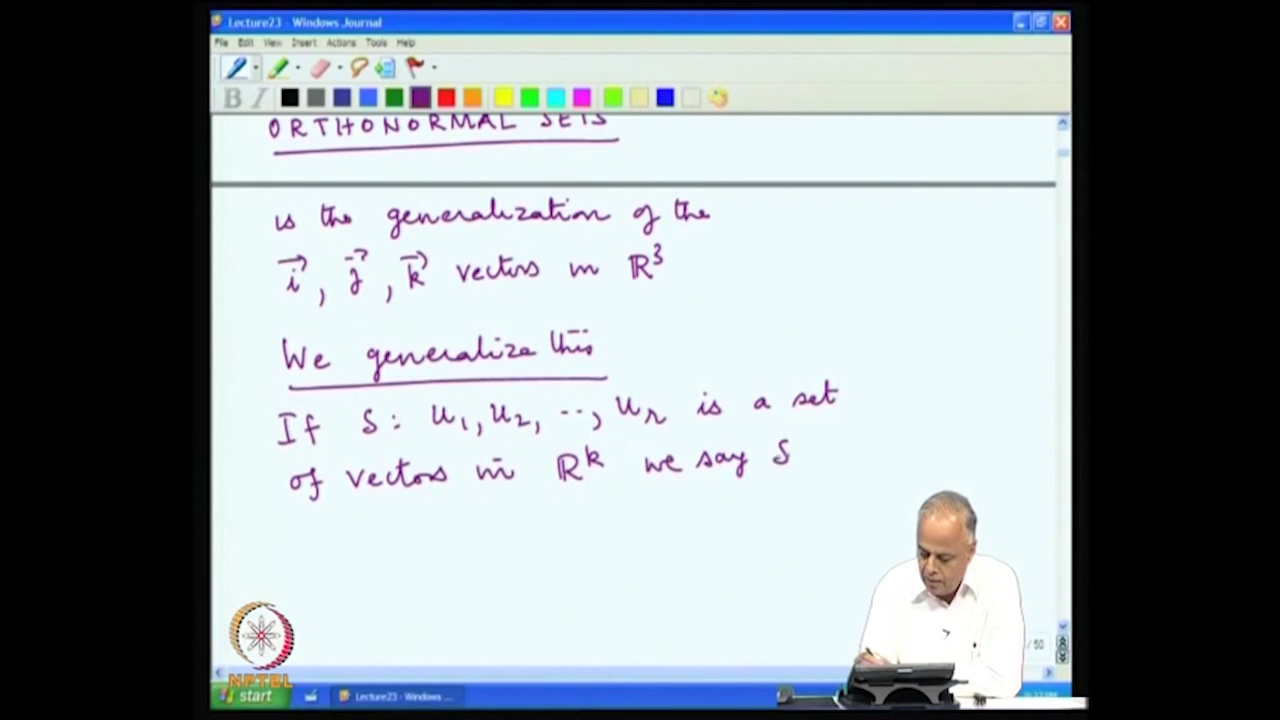 Lecture23 - Windows Journal
File Edit View Insert Actions Tools Help
B I
ORTHONORMAL SETS
is the generalization of the
i, j, k vectors in ℝ³
We generalize this
If S: u₁, u₂, ··, uᵣ is a set
of vectors in ℝᵏ we say S
/ 50
NPTEL
start Lecture23 - Windows ...